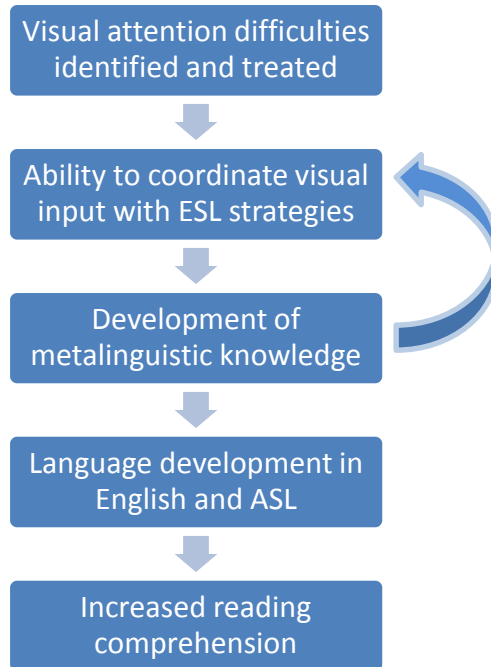 Visual attention difficulties
identified and treated
Ability to coordinate visual
input with ESL strategies
Development of
metalinguistic knowledge
Language development in
English and ASL
Increased reading
comprehension